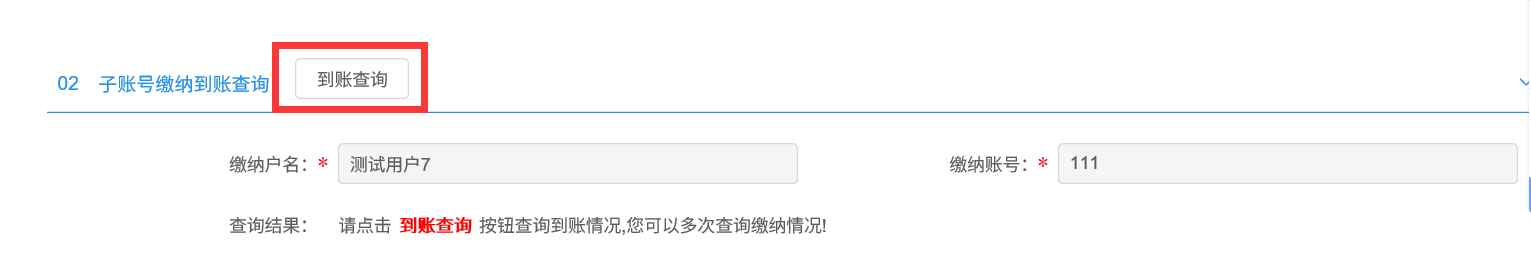 02 子账号缴纳到账查询 到账查询
缴纳户名：* 测试用户7 缴纳账号：* 111
查询结果： 请点击 到账查询 按钮查询到账情况,您可以多次查询缴纳情况!